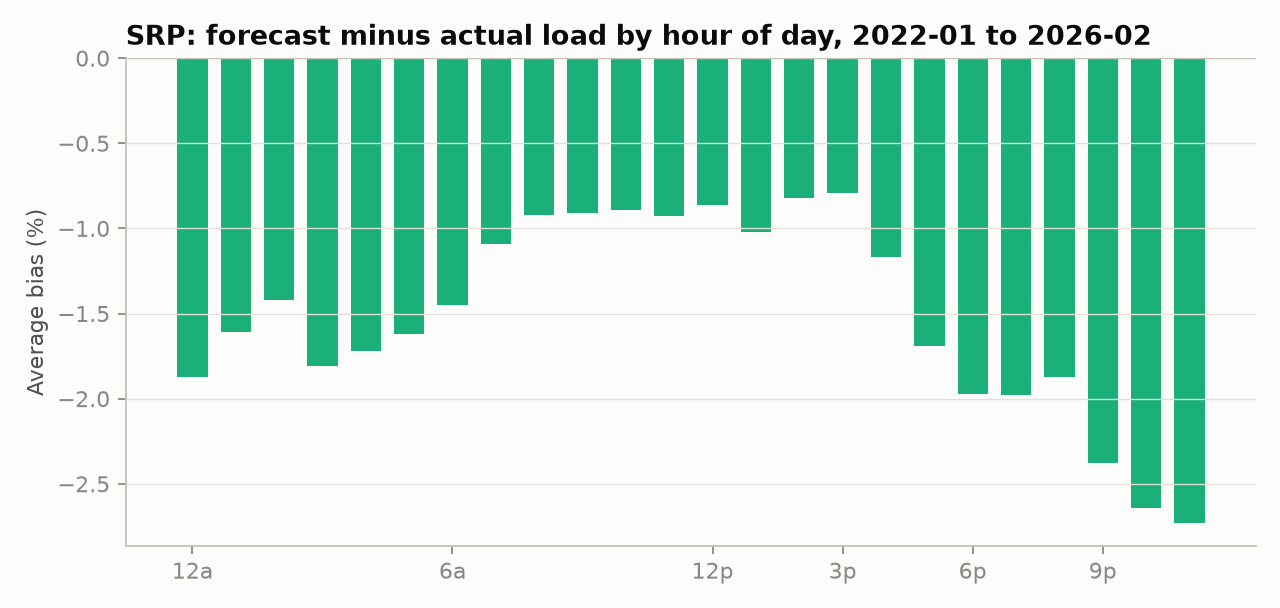 SRP: forecast minus actual load by hour of day, 2022-01 to 2026-02
Average bias (%)
0.0
−0.5
−1.0
−1.5
−2.0
−2.5
12a
6a
12p
3p
6p
9p